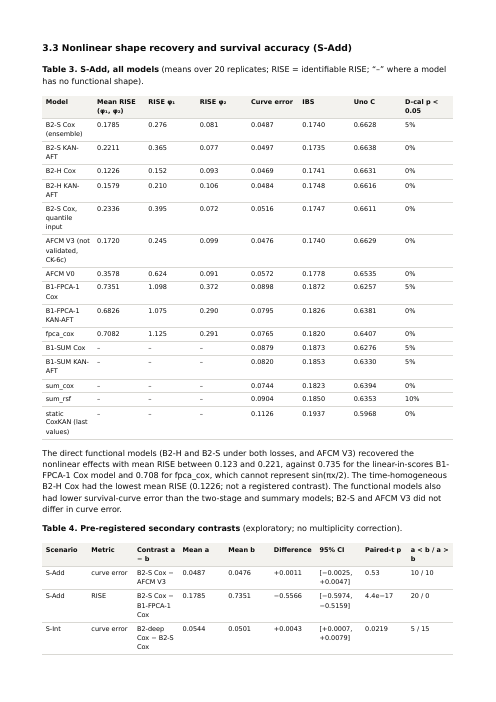 3.3 Nonlinear shape recovery and survival accuracy (S-Add)
Table 3. S-Add, all models (means over 20 replicates; RISE = identifiable RISE; “–” where a model
has no functional shape).
Model Mean RISE (φ₁, φ₂) RISE φ₁ RISE φ₂ Curve error IBS Uno C D-cal p < 0.05
B2-S Cox (ensemble) 0.1785 0.276 0.081 0.0487 0.1740 0.6628 5%
B2-S KAN-AFT 0.2211 0.365 0.077 0.0497 0.1735 0.6638 0%
B2-H Cox 0.1226 0.152 0.093 0.0469 0.1741 0.6631 0%
B2-H KAN-AFT 0.1579 0.210 0.106 0.0484 0.1748 0.6616 0%
B2-S Cox, quantile input 0.2336 0.395 0.072 0.0516 0.1747 0.6611 0%
AFCM V3 (not validated, CK-6c) 0.1720 0.245 0.099 0.0476 0.1740 0.6629 0%
AFCM V0 0.3578 0.624 0.091 0.0572 0.1778 0.6535 0%
B1-FPCA-1 Cox 0.7351 1.098 0.372 0.0898 0.1872 0.6257 5%
B1-FPCA-1 KAN-AFT 0.6826 1.075 0.290 0.0795 0.1826 0.6381 0%
fpca_cox 0.7082 1.125 0.291 0.0765 0.1820 0.6407 0%
B1-SUM Cox – – – 0.0879 0.1873 0.6276 5%
B1-SUM KAN-AFT – – – 0.0820 0.1853 0.6330 5%
sum_cox – – – 0.0744 0.1823 0.6394 0%
sum_rsf – – – 0.0904 0.1850 0.6353 10%
static CoxKAN (last values) – – – 0.1126 0.1937 0.5968 0%
The direct functional models (B2-H and B2-S under both losses, and AFCM V3) recovered the
nonlinear effects with mean RISE between 0.123 and 0.221, against 0.735 for the linear-in-scores B1-
FPCA-1 Cox model and 0.708 for fpca_cox, which cannot represent sin(πx/2). The time-homogeneous
B2-H Cox had the lowest mean RISE (0.1226; not a registered contrast). The functional models also
had lower survival-curve error than the two-stage and summary models; B2-S and AFCM V3 did not
differ in curve error.
Table 4. Pre-registered secondary contrasts (exploratory; no multiplicity correction).
Scenario Metric Contrast a − b Mean a Mean b Difference 95% CI Paired-t p a < b / a > b
S-Add curve error B2-S Cox − AFCM V3 0.0487 0.0476 +0.0011 [−0.0025, +0.0047] 0.53 10 / 10
S-Add RISE B2-S Cox − B1-FPCA-1 Cox 0.1785 0.7351 −0.5566 [−0.5974, −0.5159] 4.4e−17 20 / 0
S-Int curve error B2-deep Cox − B2-S Cox 0.0544 0.0501 +0.0043 [+0.0007, +0.0079] 0.0219 5 / 15